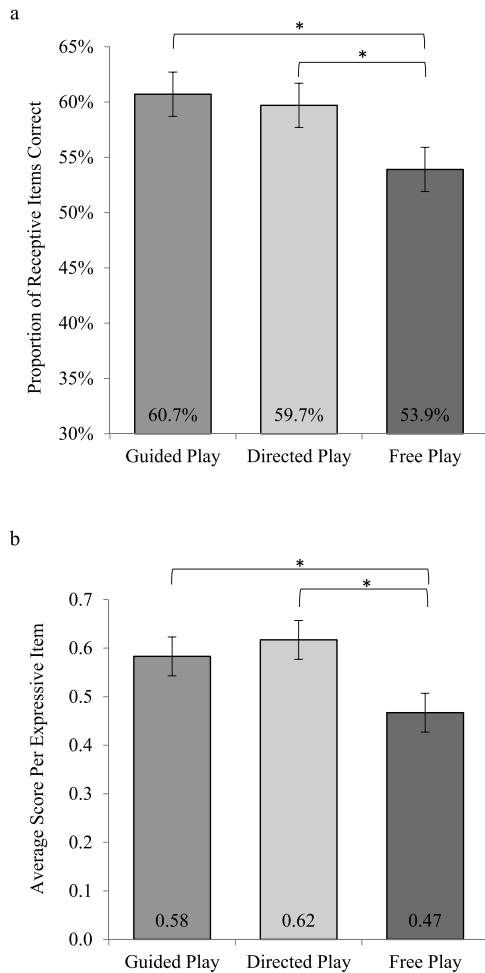 a
*
*
65%
60%
55%
50%
45%
40%
35%
30%
Proportion of Receptive Items Correct
60.7%
59.7%
53.9%
Guided Play
Directed Play
Free Play
b
*
*
0.7
0.6
0.5
0.4
0.3
0.2
0.1
0.0
Average Score Per Expressive Item
0.58
0.62
0.47
Guided Play
Directed Play
Free Play